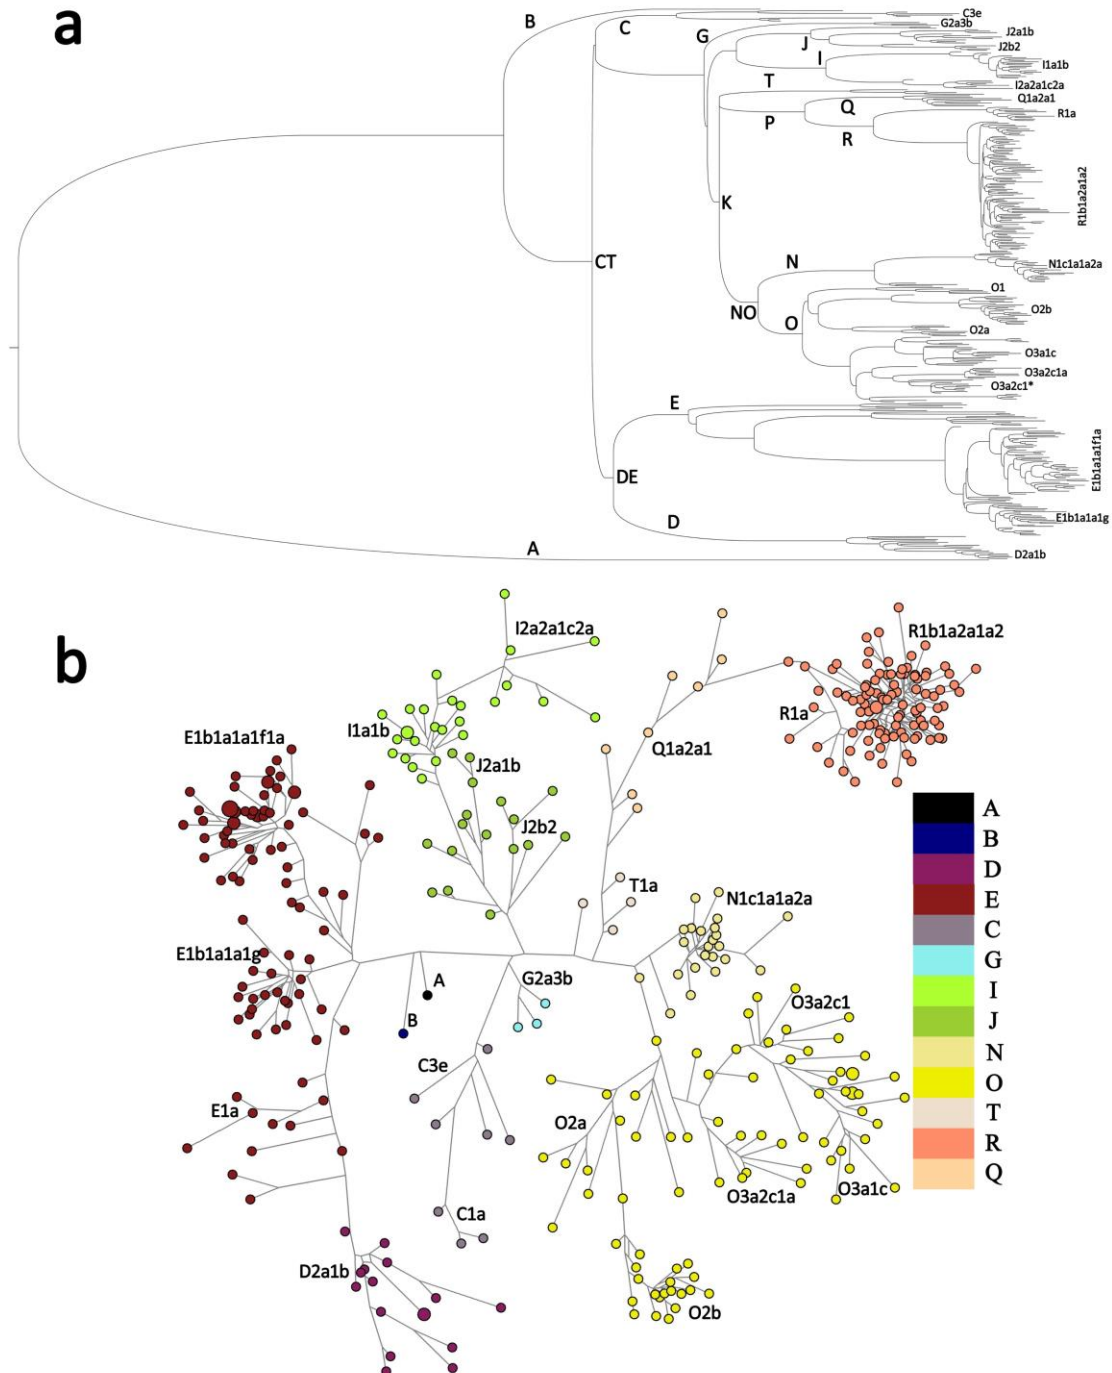 a
B
C
C3e
G2a3b
G
J
J2a1b
J2b2
I
I1a1b
I2a2a1c2a
T
Q
Q1a2a1
P
R
R1a
R1b1a2a1a2
K
CT
N
N1c1a1a2a
NO
O
O1
O2b
O2a
O3a1c
O3a2c1a
O3a2c1*
E
E1b1a1a1f1a
DE
D
E1b1a1a1g
A
D2a1b
b
I2a2a1c2a
R1b1a2a1a2
I1a1b
R1a
E1b1a1a1f1a
J2a1b
Q1a2a1
J2b2
T1a
N1c1a1a2a
E1b1a1a1g
A
B
G2a3b
O3a2c1
C3e
E1a
O2a
O3a2c1a
O3a1c
C1a
D2a1b
O2b
A
B
D
E
C
G
I
J
N
O
T
R
Q